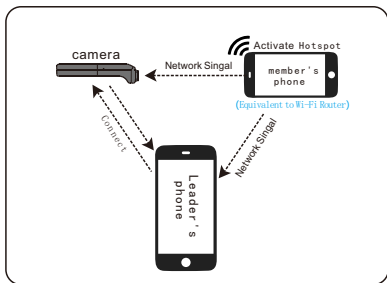 camera
Network Singal
Activate Hotspot
member's
phone
(Equivalent to Wi-Fi Router)
Connect
Network Singal
Leader's
phone